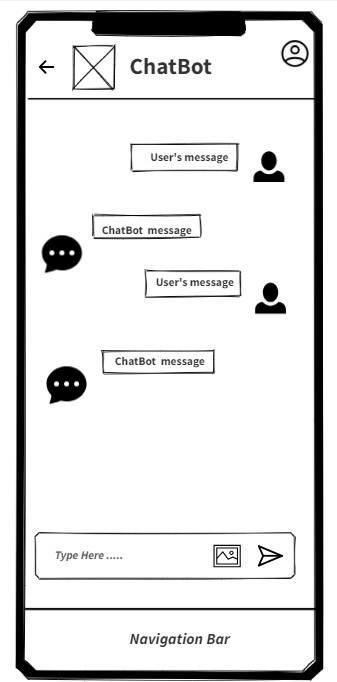 ChatBot
User's message
ChatBot message
User's message
ChatBot message
Type Here .....
Navigation Bar